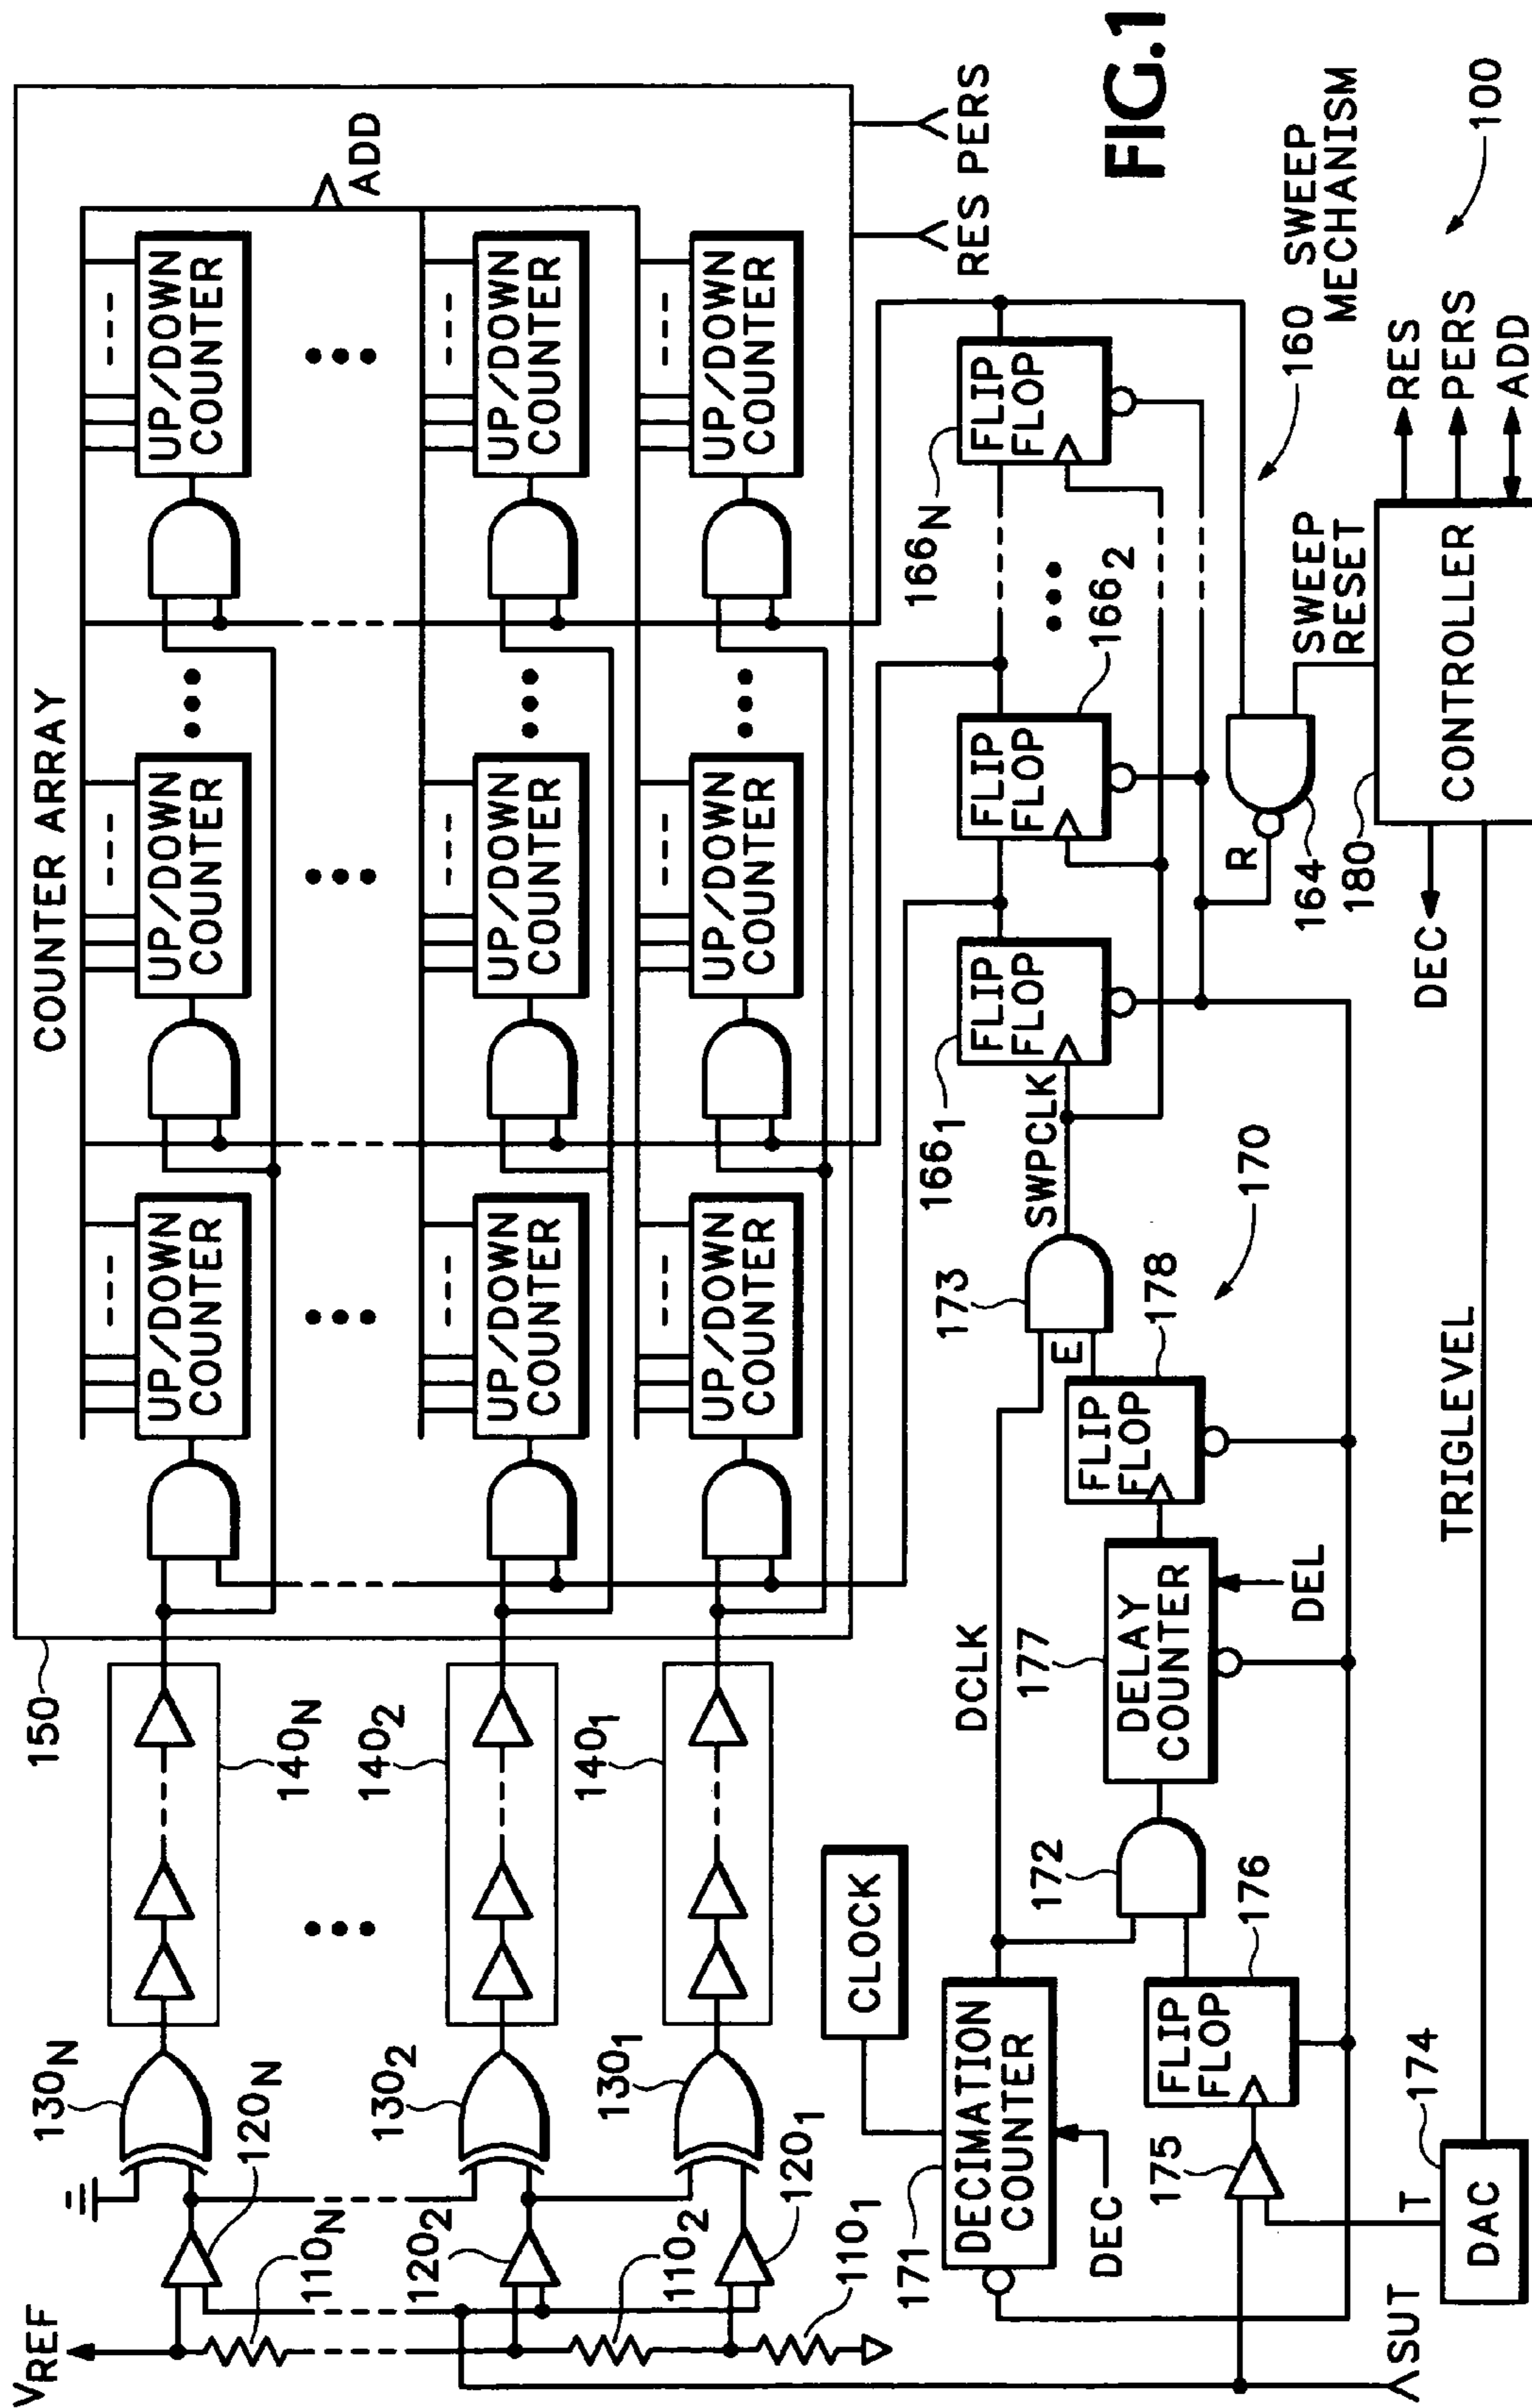 COUNTER ARRAY
150
ADD
UP/DOWN
COUNTER
UP/DOWN
COUNTER
UP/DOWN
COUNTER
UP/DOWN
COUNTER
UP/DOWN
COUNTER
UP/DOWN
COUNTER
UP/DOWN
COUNTER
UP/DOWN
COUNTER
UP/DOWN
COUNTER
VREF
130N
120N
110N
140N
1302
1202
1102
1402
1301
1201
1101
1401
RES
PERS
CLOCK
171
DECIMATION
COUNTER
DEC
DCLK
172
175
FLIP
FLOP
176
177
DELAY
COUNTER
DEL
173
E
FLIP
FLOP
178
170
SWPCLK
1661
FLIP
FLOP
FLIP
FLOP
1662
166N
FLIP
FLOP
R
164
SWEEP
RESET
160
SWEEP
MECHANISM
SUT
T
DAC
174
TRIGLEVEL
DEC
180
CONTROLLER
RES
PERS
ADD
100
FIG.1